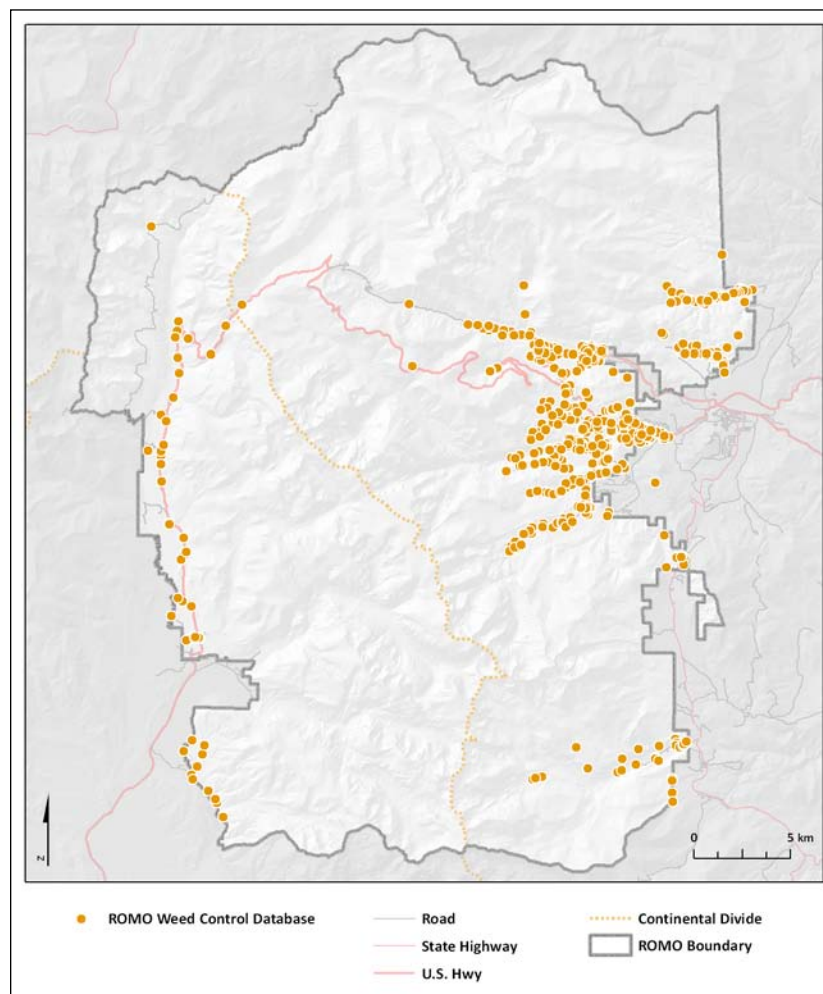 N
0 5 km
ROMO Weed Control Database
Road
Continental Divide
State Highway
ROMO Boundary
U.S. Hwy